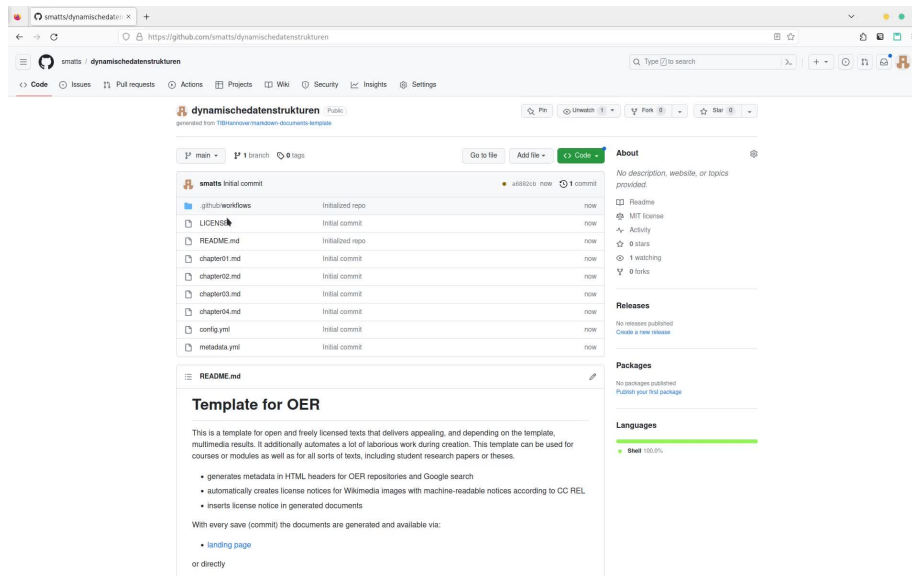 smatts/dynamischedaten
https://github.com/smatts/dynamischedatenstrukturen
smatts / dynamischedatenstrukturen
Type / to search
Code Issues Pull requests Actions Projects Wiki Security Insights Settings
dynamischedatenstrukturen Public
generated from TIBHannover/markdown-documents-template
Pin Unwatch 1 Fork 0 Star 0
main 1 branch 0 tags
Go to file Add file Code
smatts Initial commit a6892cb now 1 commit
.github/workflows Initialized repo now
LICENSE Initial commit now
README.md Initialized repo now
chapter01.md Initial commit now
chapter02.md Initial commit now
chapter03.md Initial commit now
chapter04.md Initial commit now
config.yml Initial commit now
metadata.yml Initial commit now
README.md
Template for OER
This is a template for open and freely licensed texts that delivers appealing, and depending on the template,
multimedia results. It additionally automates a lot of laborious work during creation. This template can be used for
courses or modules as well as for all sorts of texts, including student research papers or theses.
• generates metadata in HTML headers for OER repositories and Google search
• automatically creates license notices for Wikimedia images with machine-readable notices according to CC REL
• inserts license notice in generated documents
With every save (commit) the documents are generated and available via:
• landing page
or directly
About
No description, website, or topics
provided.
Readme
MIT license
Activity
0 stars
1 watching
0 forks
Releases
No releases published
Create a new release
Packages
No packages published
Publish your first package
Languages
Shell 100.0%